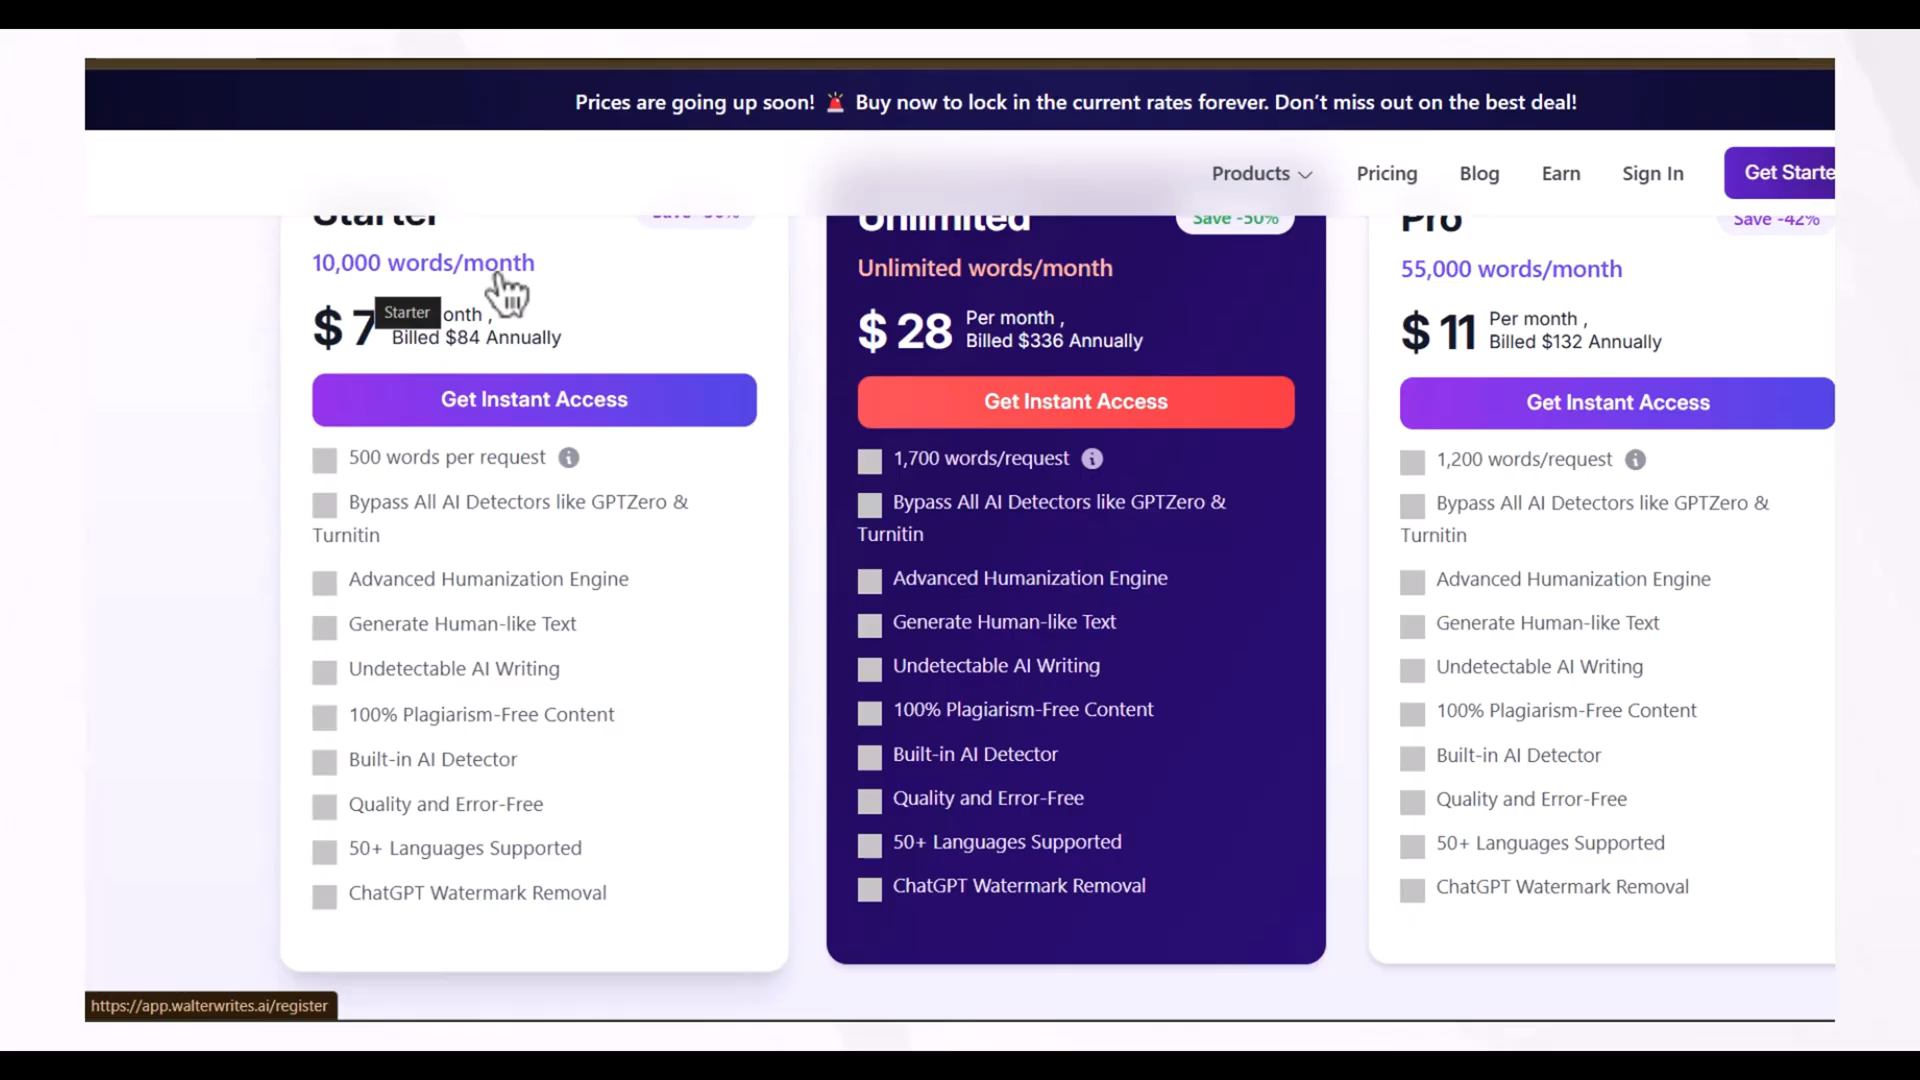 Prices are going up soon! 🚨 Buy now to lock in the current rates forever. Don't miss out on the best deal!
Products
Pricing
Blog
Earn
Sign In
Get Starte
Starter
10,000 words/month
$ 7
Starter
onth ,
Billed $84 Annually
Get Instant Access
500 words per request
Bypass All AI Detectors like GPTZero &
Turnitin
Advanced Humanization Engine
Generate Human-like Text
Undetectable AI Writing
100% Plagiarism-Free Content
Built-in AI Detector
Quality and Error-Free
50+ Languages Supported
ChatGPT Watermark Removal
Unlimited
Save -50%
Unlimited words/month
$ 28
Per month ,
Billed $336 Annually
Get Instant Access
1,700 words/request
Bypass All AI Detectors like GPTZero &
Turnitin
Advanced Humanization Engine
Generate Human-like Text
Undetectable AI Writing
100% Plagiarism-Free Content
Built-in AI Detector
Quality and Error-Free
50+ Languages Supported
ChatGPT Watermark Removal
Pro
Save -42%
55,000 words/month
$ 11
Per month ,
Billed $132 Annually
Get Instant Access
1,200 words/request
Bypass All AI Detectors like GPTZero &
Turnitin
Advanced Humanization Engine
Generate Human-like Text
Undetectable AI Writing
100% Plagiarism-Free Content
Built-in AI Detector
Quality and Error-Free
50+ Languages Supported
ChatGPT Watermark Removal
https://app.walterwrites.ai/register